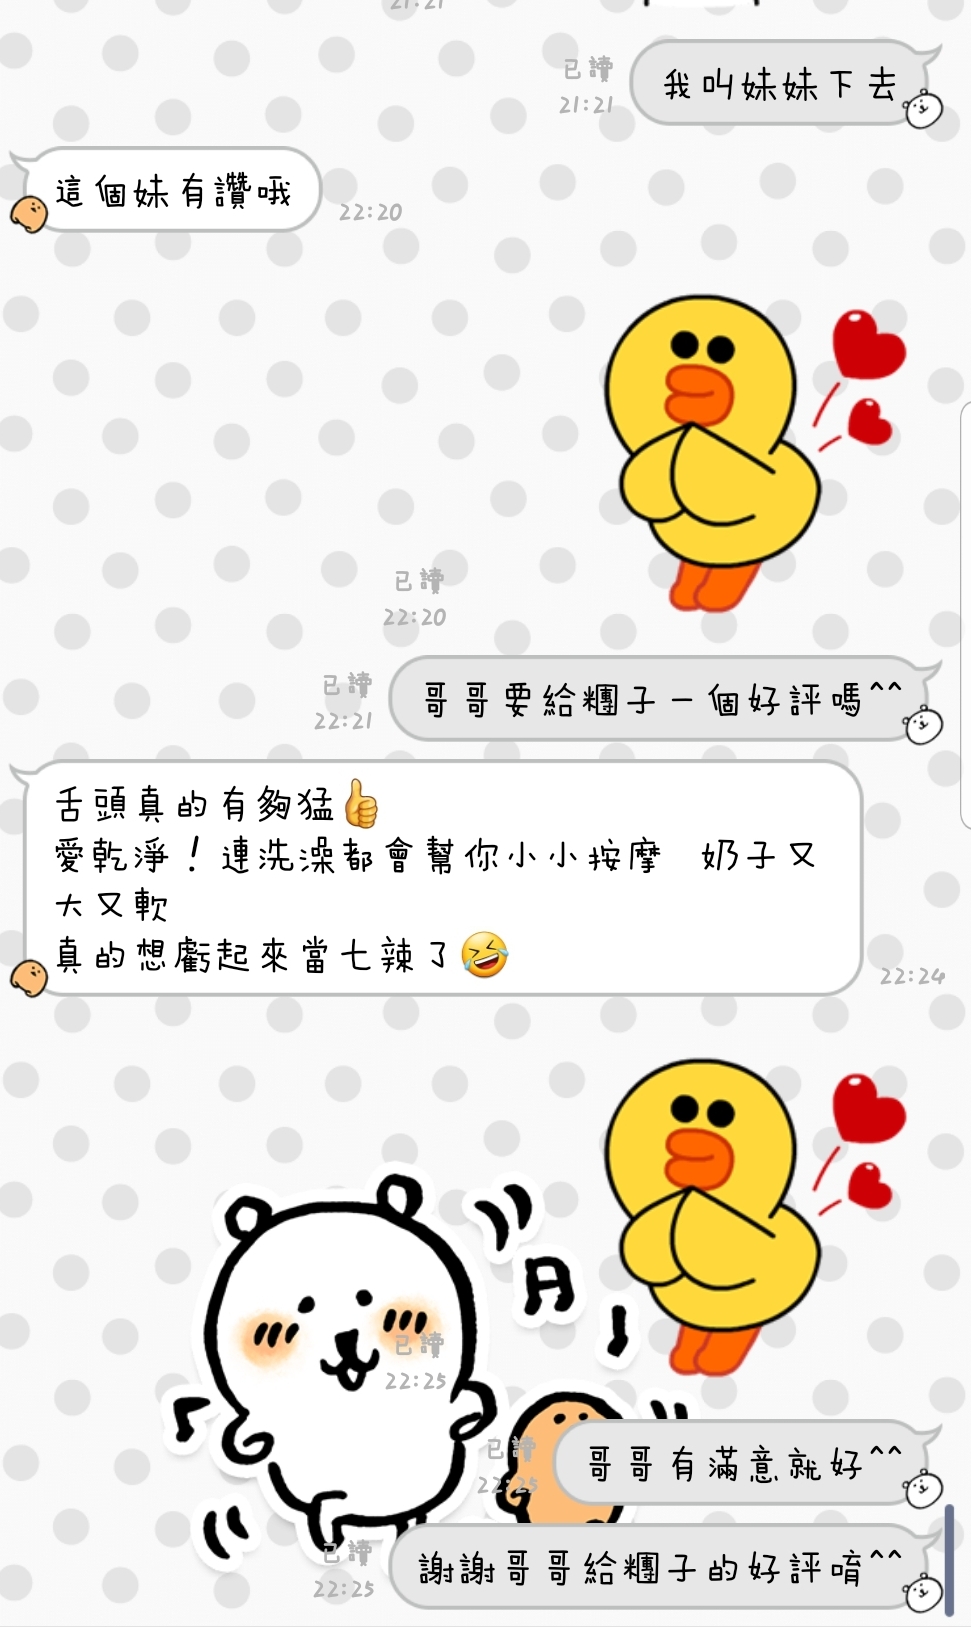 21:21
已讀
21:21
我叫妹妹下去
這個妹有讚哦
22:20
已讀
22:20
已讀
22:21
哥哥要給糰子一個好評嗎^^
舌頭真的有夠猛👍
愛乾淨！連洗澡都會幫你小小按摩 奶子又
大又軟
真的想虧起來當七辣了🤣
22:24
已讀
22:25
已讀
22:25
哥哥有滿意就好^^
已讀
22:25
謝謝哥哥給糰子的好評唷^^